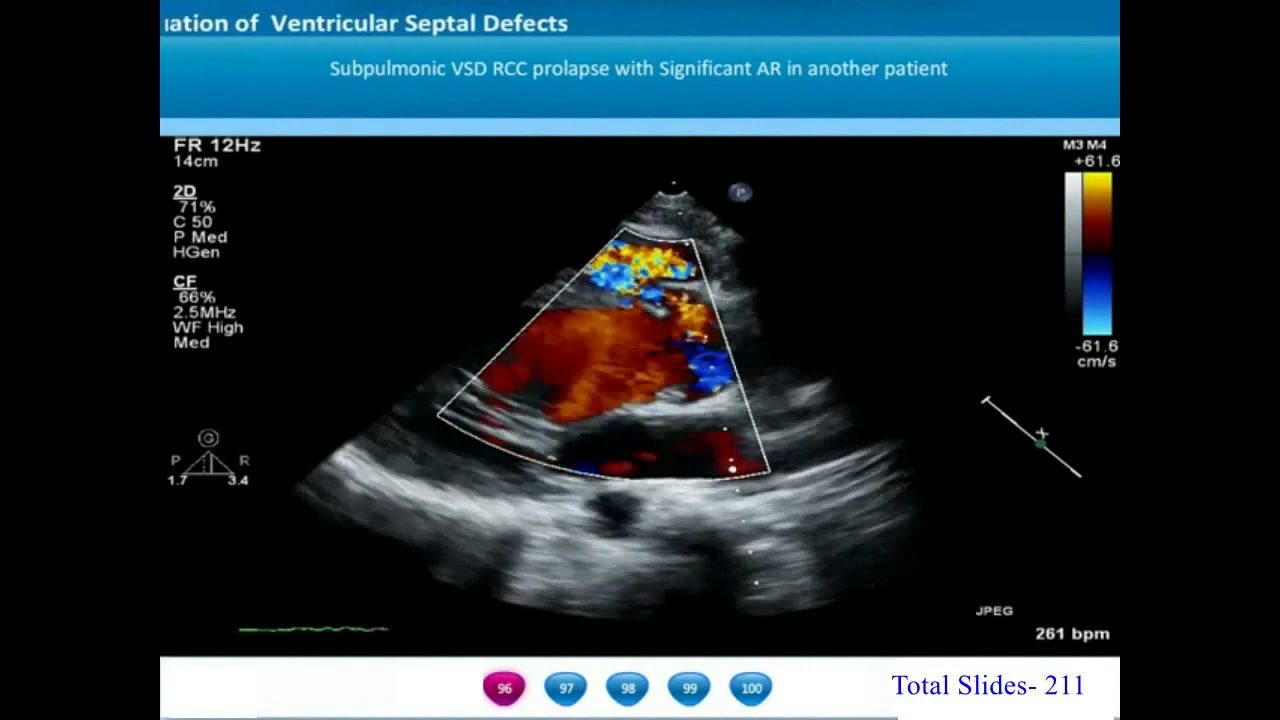 ation of Ventricular Septal Defects
Subpulmonic VSD RCC prolapse with Significant AR in another patient
FR 12Hz
14cm
2D
71%
C 50
P Med
HGen
CF
66%
2.5MHz
WF High
Med
M3 M4
+61.6
-61.6
cm/s
P
G
P R
1.7 3.4
JPEG
261 bpm
96 97 98 99 100
Total Slides- 211